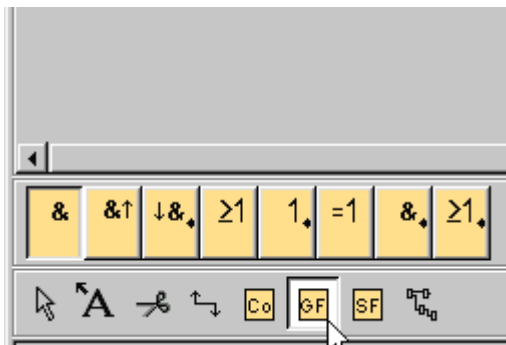 & &↑ ↓& ≥1 1 =1 & ≥1
A Co GF SF